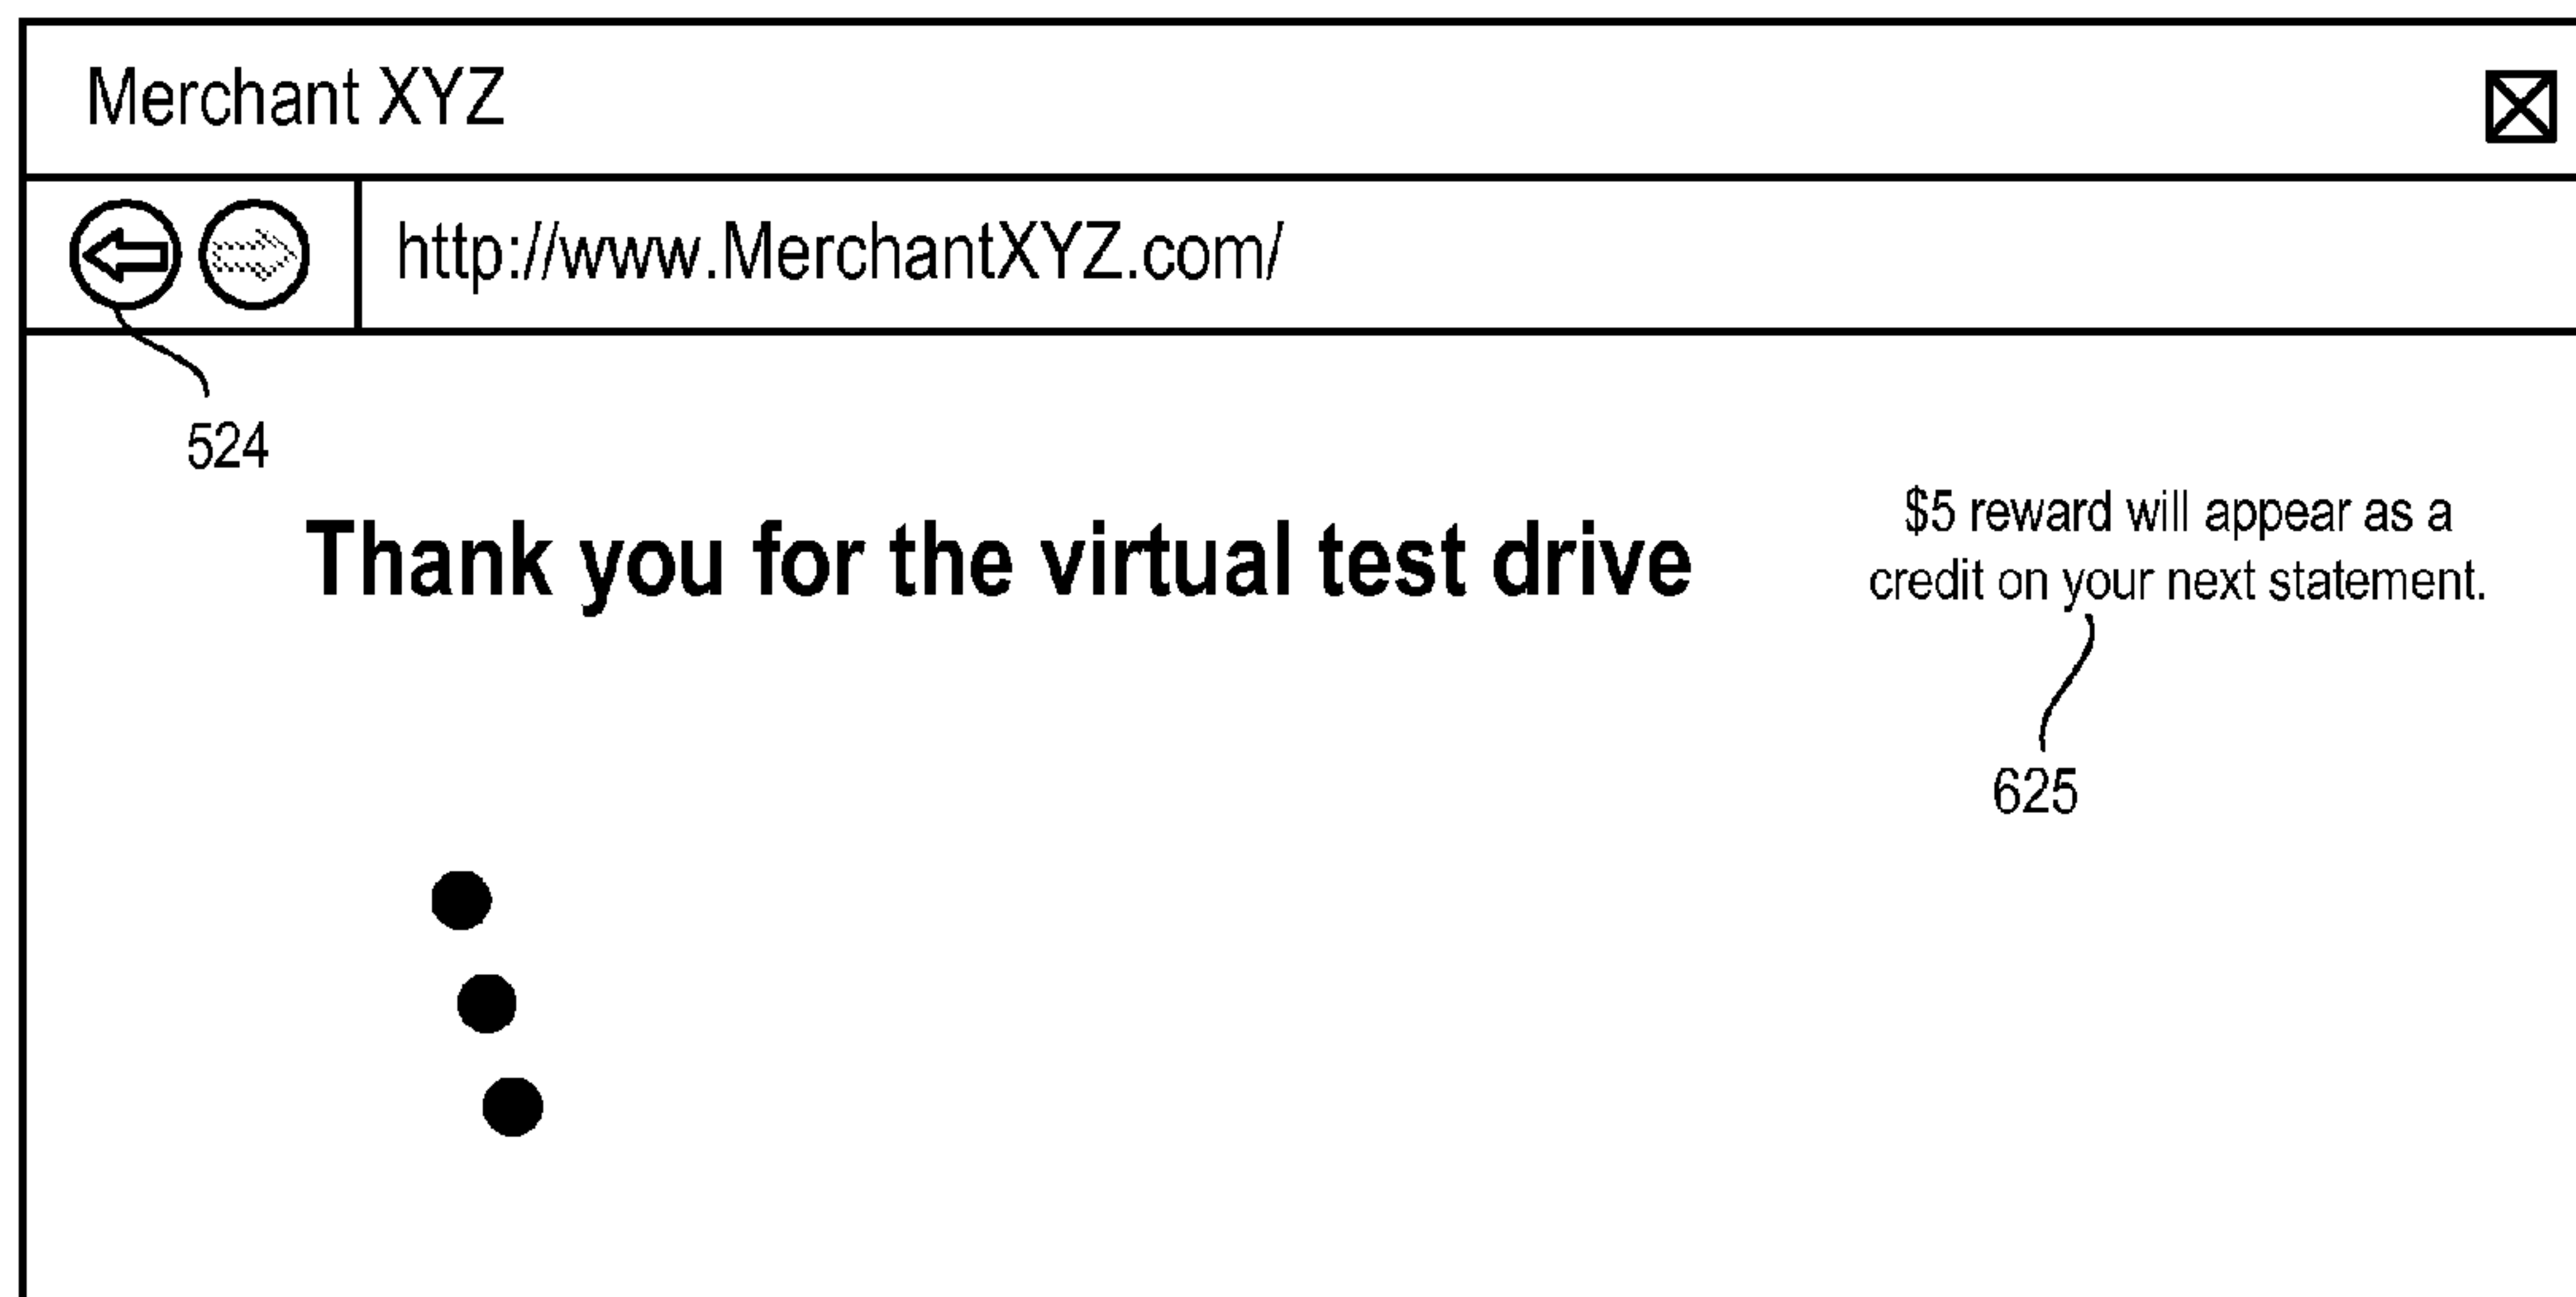 Merchant XYZ
http://www.MerchantXYZ.com/
524
Thank you for the virtual test drive
$5 reward will appear as a
credit on your next statement.
625